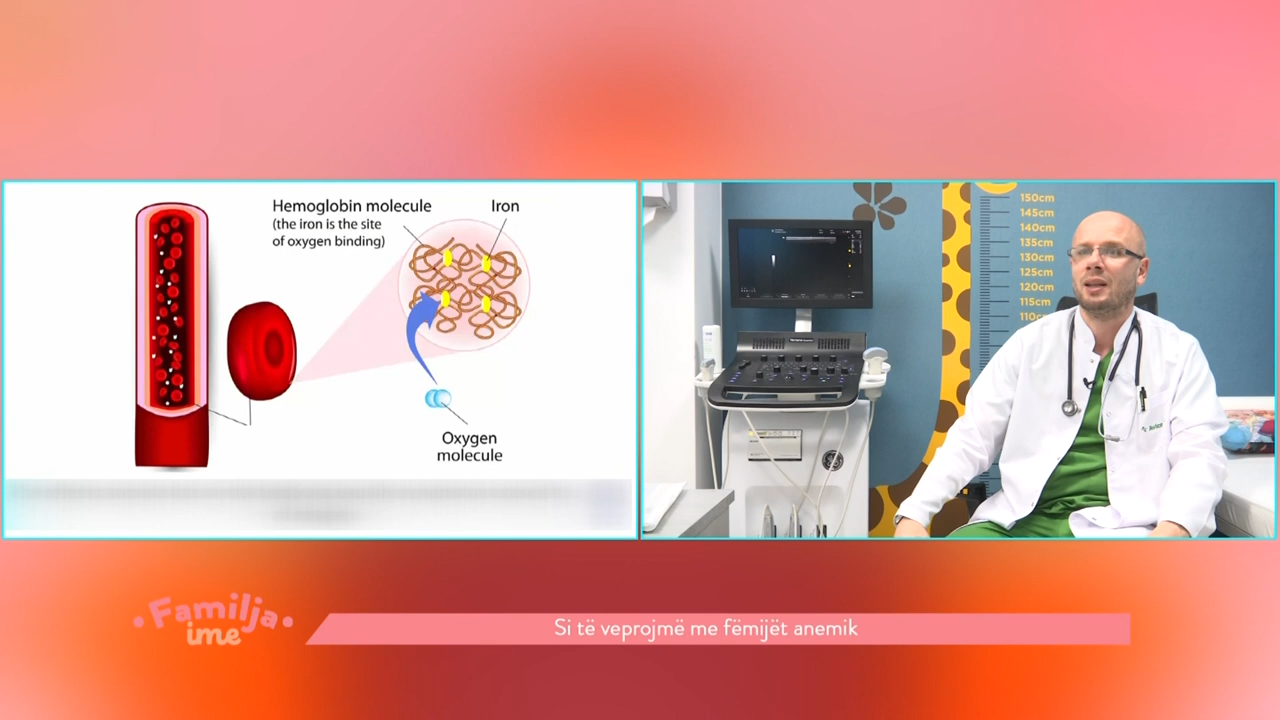 Hemoglobin molecule
(the iron is the site
of oxygen binding)
Iron
Oxygen
molecule
150cm
145cm
140cm
135cm
130cm
125cm
120cm
115cm
Familja
ime
Si të veprojmë me fëmijët anemik